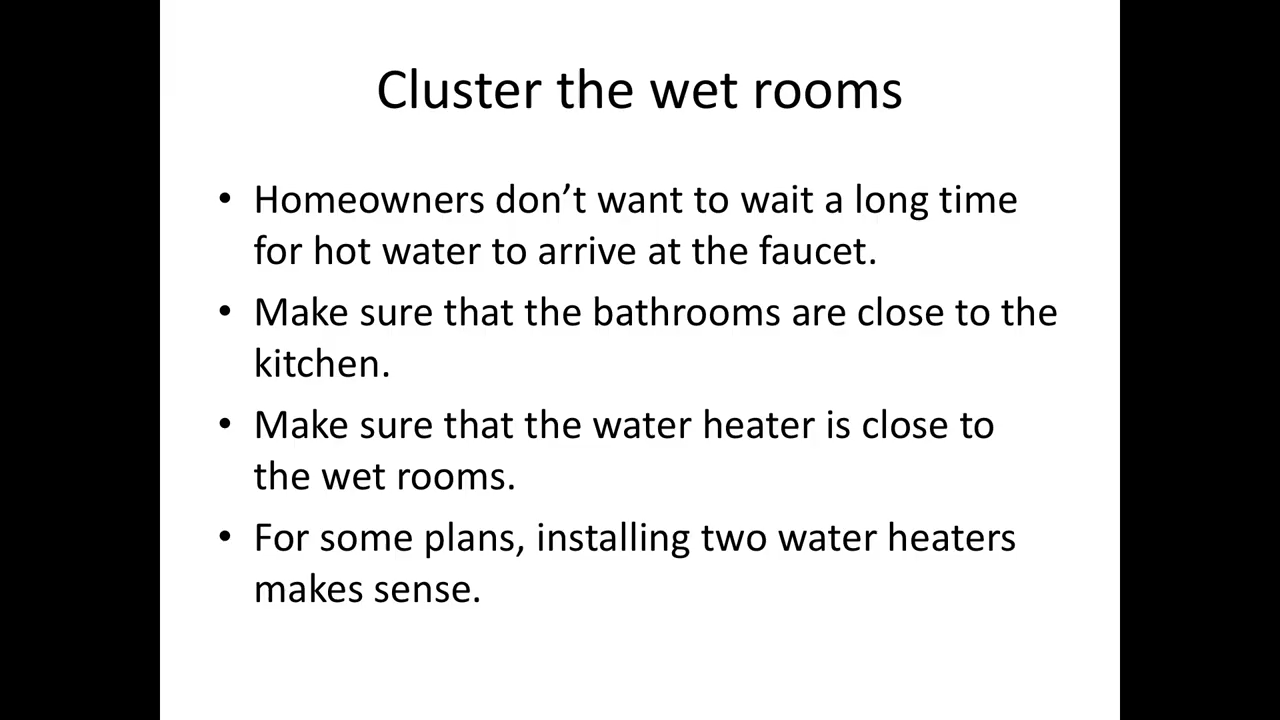 Cluster the wet rooms
• Homeowners don’t want to wait a long time
for hot water to arrive at the faucet.
• Make sure that the bathrooms are close to the
kitchen.
• Make sure that the water heater is close to
the wet rooms.
• For some plans, installing two water heaters
makes sense.